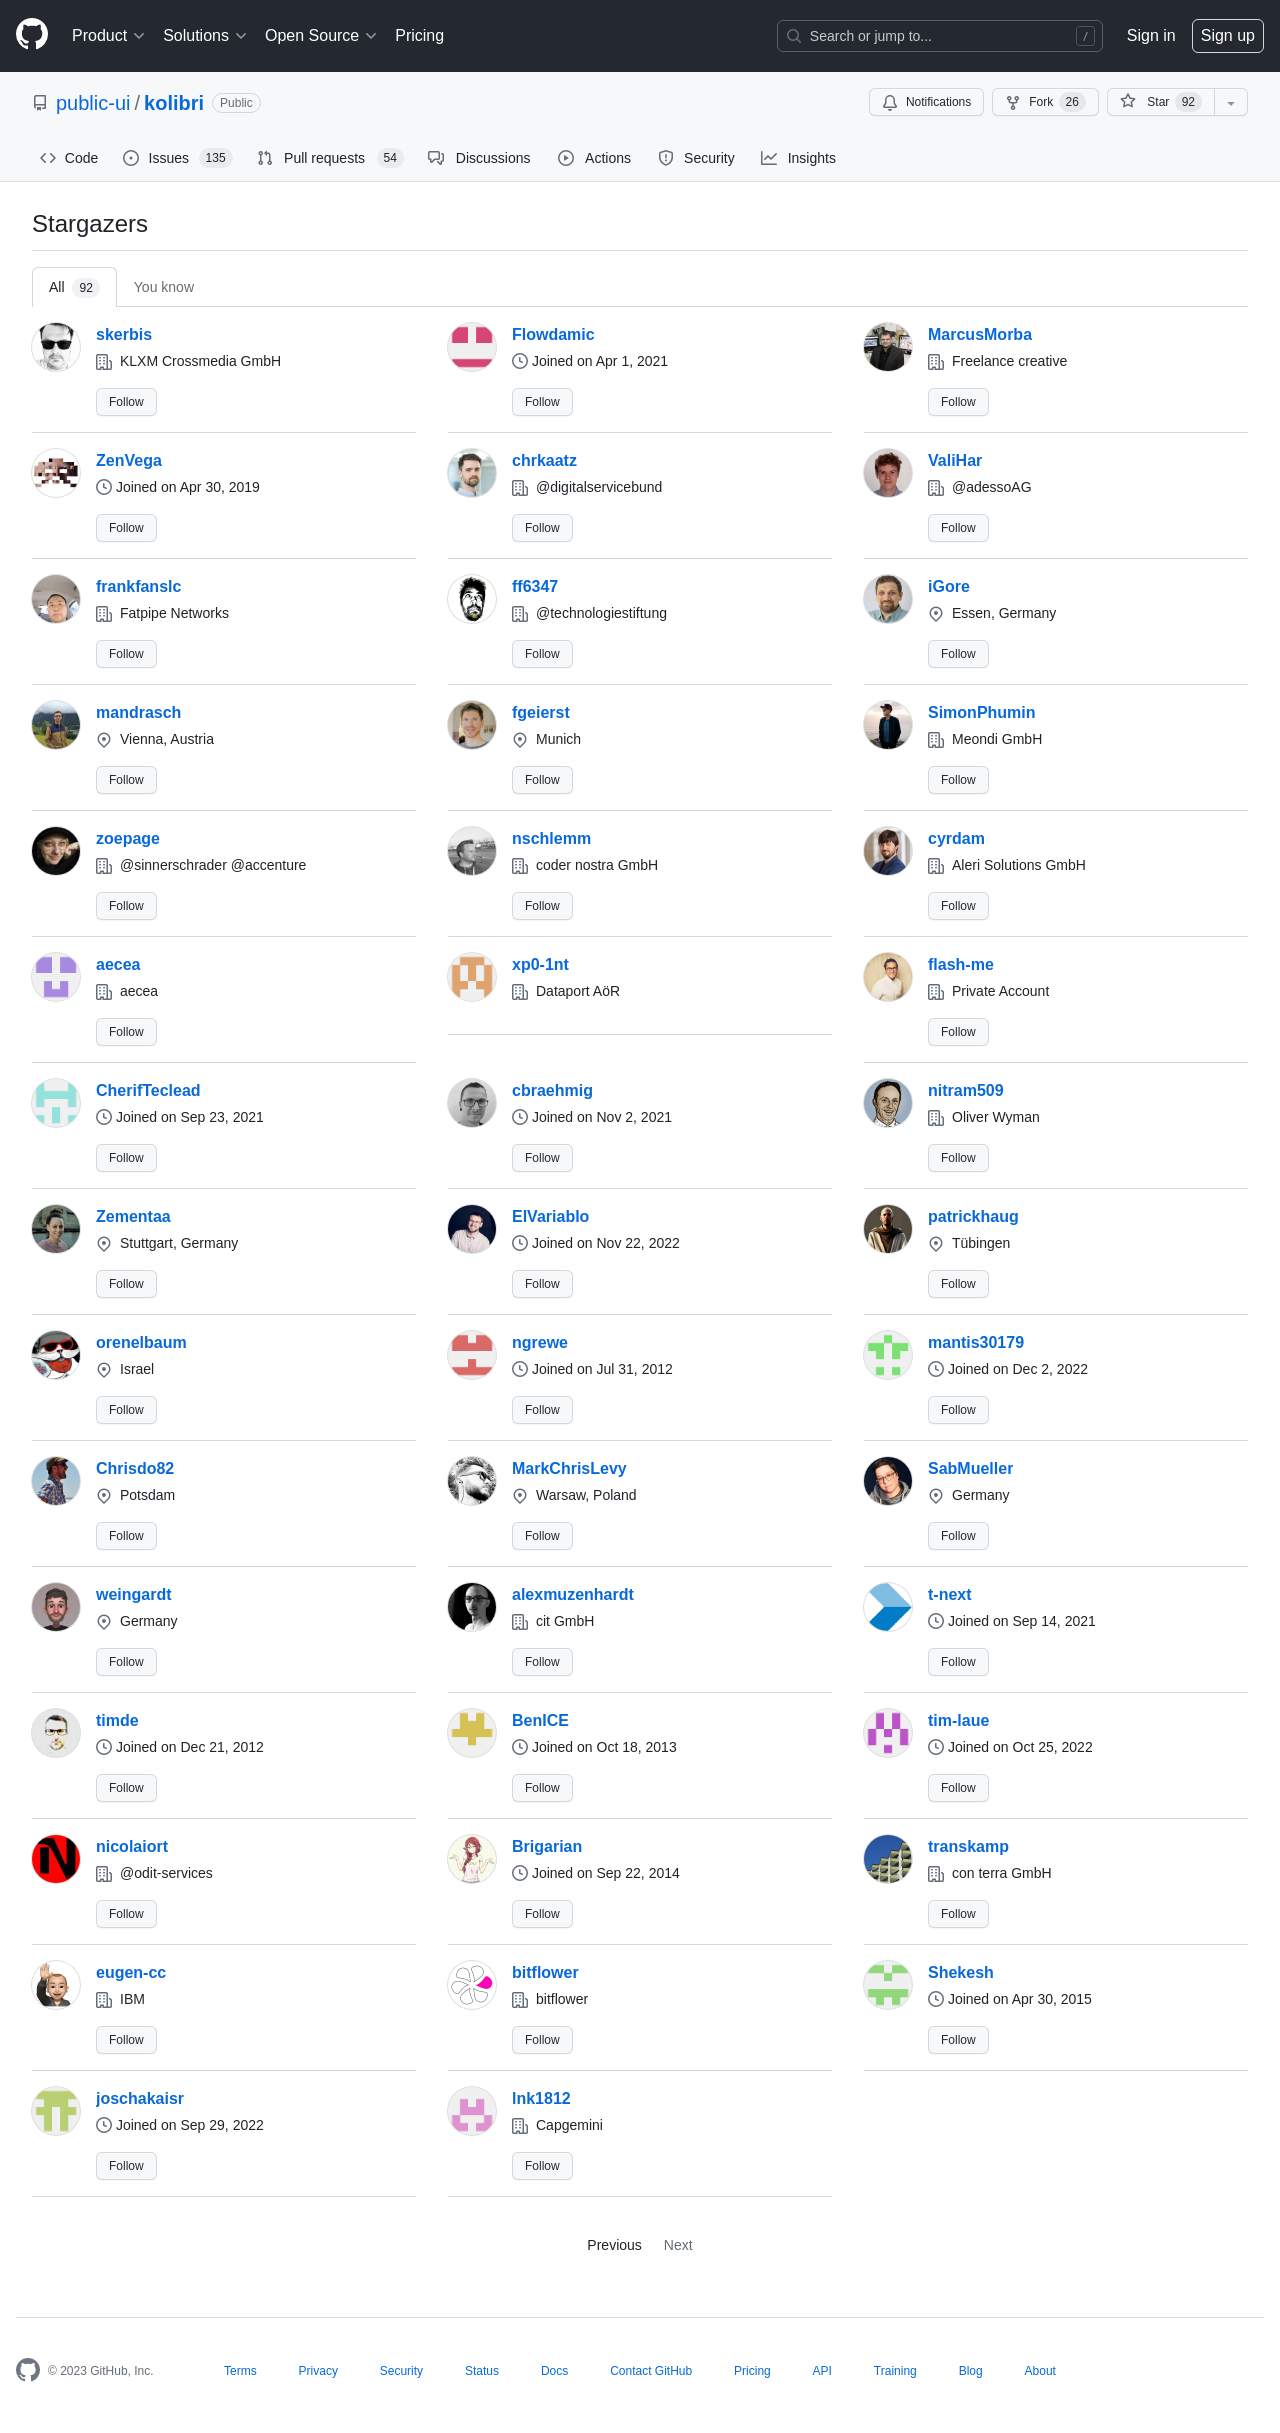 Product Solutions Open Source Pricing Search or jump to... / Sign in Sign up
public-ui / kolibri Public Notifications Fork 26 Star 92
Code Issues 135 Pull requests 54 Discussions Actions Security Insights
Stargazers
All 92 You know
skerbis Flowdamic MarcusMorba
KLXM Crossmedia GmbH Joined on Apr 1, 2021 Freelance creative
Follow Follow Follow
ZenVega chrkaatz ValiHar
Joined on Apr 30, 2019 @digitalservicebund @adessoAG
Follow Follow Follow
frankfanslc ff6347 iGore
Fatpipe Networks @technologiestiftung Essen, Germany
Follow Follow Follow
mandrasch fgeierst SimonPhumin
Vienna, Austria Munich Meondi GmbH
Follow Follow Follow
zoepage nschlemm cyrdam
@sinnerschrader @accenture coder nostra GmbH Aleri Solutions GmbH
Follow Follow Follow
aecea xp0-1nt flash-me
aecea Dataport AöR Private Account
Follow Follow
CherifTeclead cbraehmig nitram509
Joined on Sep 23, 2021 Joined on Nov 2, 2021 Oliver Wyman
Follow Follow Follow
Zementaa ElVariablo patrickhaug
Stuttgart, Germany Joined on Nov 22, 2022 Tübingen
Follow Follow Follow
orenelbaum ngrewe mantis30179
Israel Joined on Jul 31, 2012 Joined on Dec 2, 2022
Follow Follow Follow
Chrisdo82 MarkChrisLevy SabMueller
Potsdam Warsaw, Poland Germany
Follow Follow Follow
weingardt alexmuzenhardt t-next
Germany cit GmbH Joined on Sep 14, 2021
Follow Follow Follow
timde BenICE tim-laue
Joined on Dec 21, 2012 Joined on Oct 18, 2013 Joined on Oct 25, 2022
Follow Follow Follow
nicolaiort Brigarian transkamp
@odit-services Joined on Sep 22, 2014 con terra GmbH
Follow Follow Follow
eugen-cc bitflower Shekesh
IBM bitflower Joined on Apr 30, 2015
Follow Follow Follow
joschakaisr lnk1812
Joined on Sep 29, 2022 Capgemini
Follow Follow
Previous Next
© 2023 GitHub, Inc. Terms Privacy Security Status Docs Contact GitHub Pricing API Training Blog About